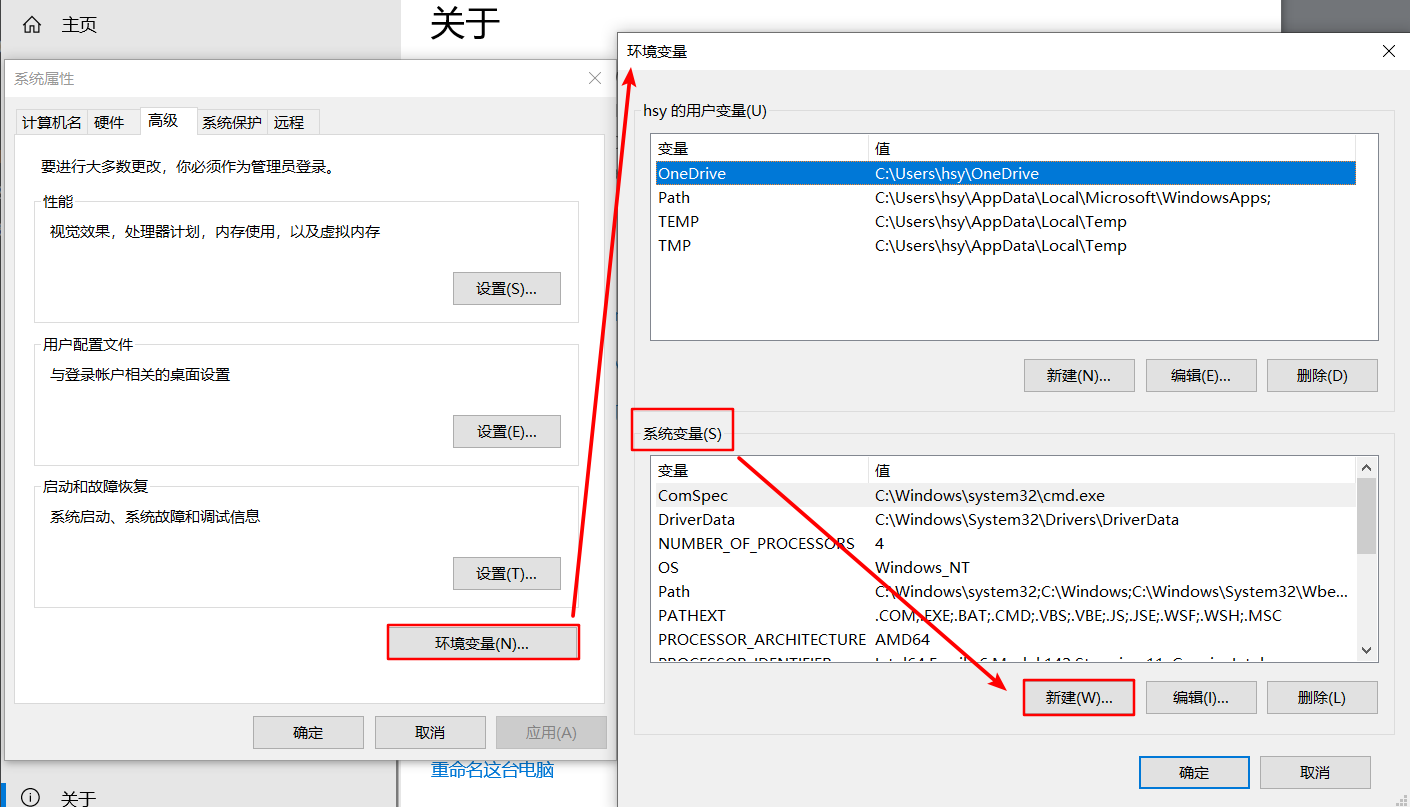 主页
关于
系统属性
计算机名
硬件
高级
系统保护
远程
要进行大多数更改，你必须作为管理员登录。
性能
视觉效果，处理器计划，内存使用，以及虚拟内存
设置(S)...
用户配置文件
与登录帐户相关的桌面设置
设置(E)...
启动和故障恢复
系统启动、系统故障和调试信息
设置(T)...
环境变量(N)...
确定
取消
应用(A)
重命名这台电脑
关于
环境变量
hsy 的用户变量(U)
变量 值
OneDrive C:\Users\hsy\OneDrive
Path C:\Users\hsy\AppData\Local\Microsoft\WindowsApps;
TEMP C:\Users\hsy\AppData\Local\Temp
TMP C:\Users\hsy\AppData\Local\Temp
新建(N)...
编辑(E)...
删除(D)
系统变量(S)
变量 值
ComSpec C:\Windows\system32\cmd.exe
DriverData C:\Windows\System32\Drivers\DriverData
NUMBER_OF_PROCESSORS 4
OS Windows_NT
Path C:\Windows\system32;C:\Windows;C:\Windows\System32\Wbe...
PATHEXT .COM;.EXE;.BAT;.CMD;.VBS;.VBE;.JS;.JSE;.WSF;.WSH;.MSC
PROCESSOR_ARCHITECTURE AMD64
新建(W)...
编辑(I)...
删除(L)
确定
取消